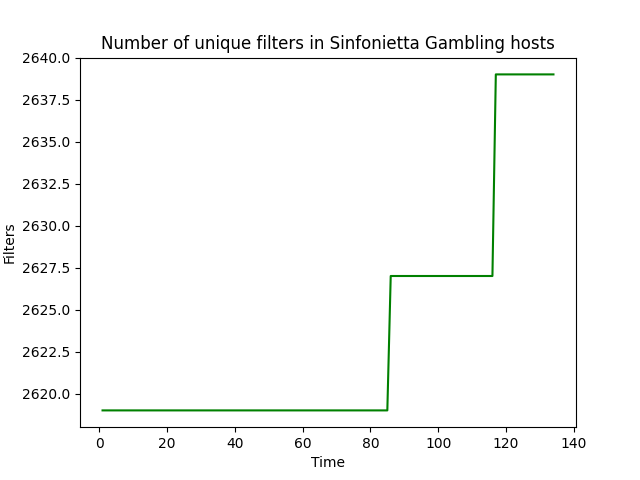 Number of unique filters in Sinfonietta Gambling hosts
2640.0
2637.5
2635.0
2632.5
2630.0
2627.5
2625.0
2622.5
2620.0
Filters
0 20 40 60 80 100 120 140
Time